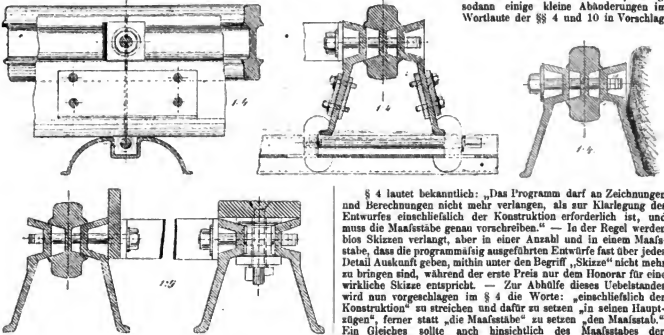 sodann einige kleine Abänderungen im
Wortlaute der §§ 4 und 10 in Vorschlag
1:4
1:4
1:4
§ 4 lautet bekanntlich: „Das Programm darf an Zeichnungen
und Berechnungen nicht mehr verlangen, als zur Klarlegung des
Entwurfes einschliefslich der Konstruktion erforderlich ist, und
muss die Maafsstäbe genau vorschreiben.“ — In der Regel werden
blos Skizzen verlangt, aber in einer Anzahl und in einem Maafs-
stabe, dass die programmäfsig ausgeführten Entwürfe fast über jedes
Detail Auskunft geben, mithin unter den Begriff „Skizze“ nicht mehr
zu bringen sind, während der erste Preis nur dem Honorar für eine
wirkliche Skizze entspricht. — Zur Abhülfe dieses Uebelstandes
wird nun vorgeschlagen im § 4 die Worte: „einschliefslich der
Konstruktion“ zu streichen und dafür zu setzen „in seinen Haupt-
zügen“, ferner statt „die Maafsstäbe“ zu setzen „den Maafsstab.“
Ein Gleiches sollte auch hinsichtlich des Maafsstabes der